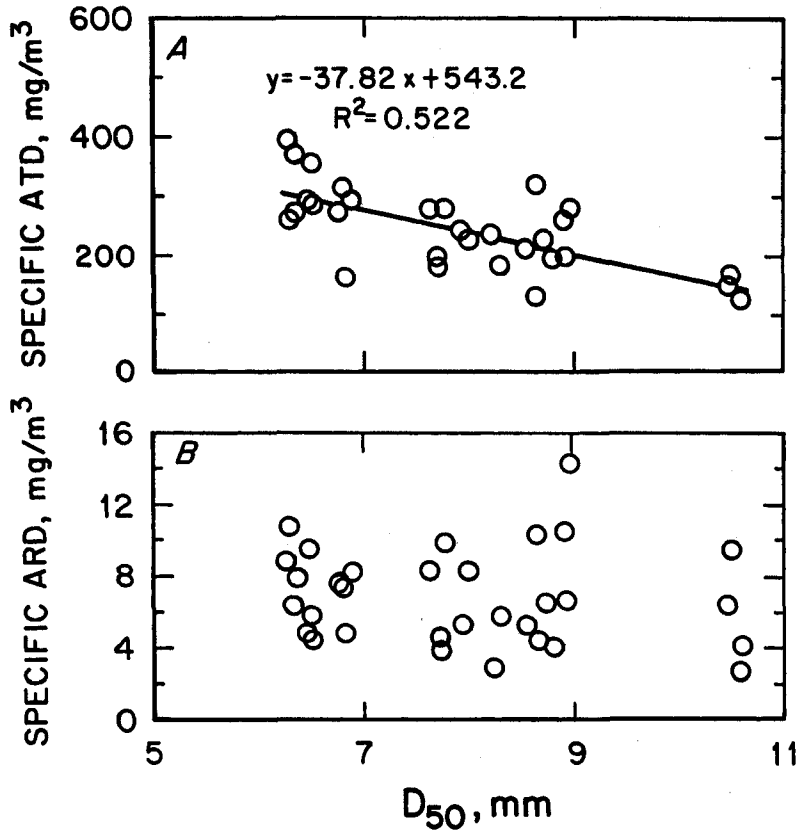 SPECIFIC ATD, mg/m³
600
400
200
0
A
y=-37.82 x+543.2
R²=0.522
SPECIFIC ARD, mg/m³
16
12
8
4
0
B
5 7 9 11
D₅₀, mm